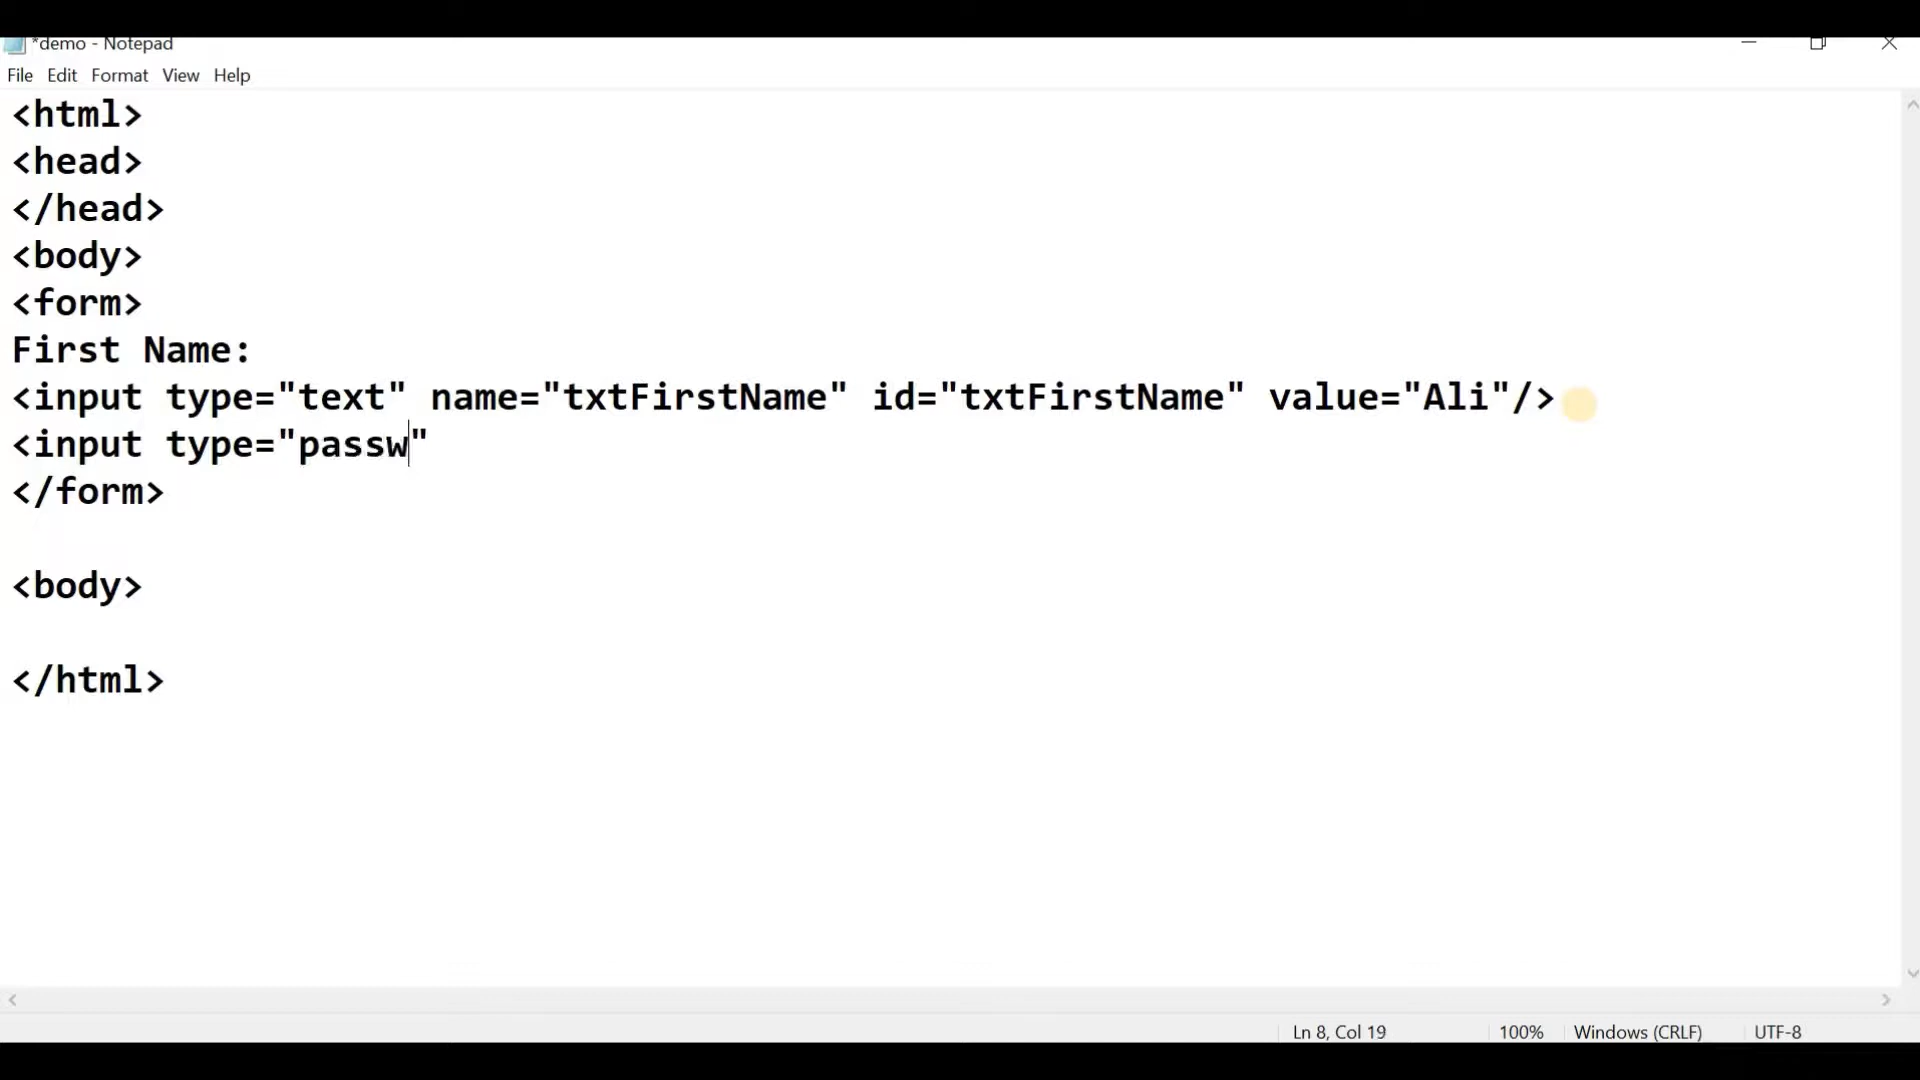 *demo - Notepad
File Edit Format View Help
<html>
<head>
</head>
<body>
<form>
First Name:
<input type="text" name="txtFirstName" id="txtFirstName" value="Ali"/>
<input type="passw"
</form>
<body>
</html>
Ln 8, Col 19 100% Windows (CRLF) UTF-8